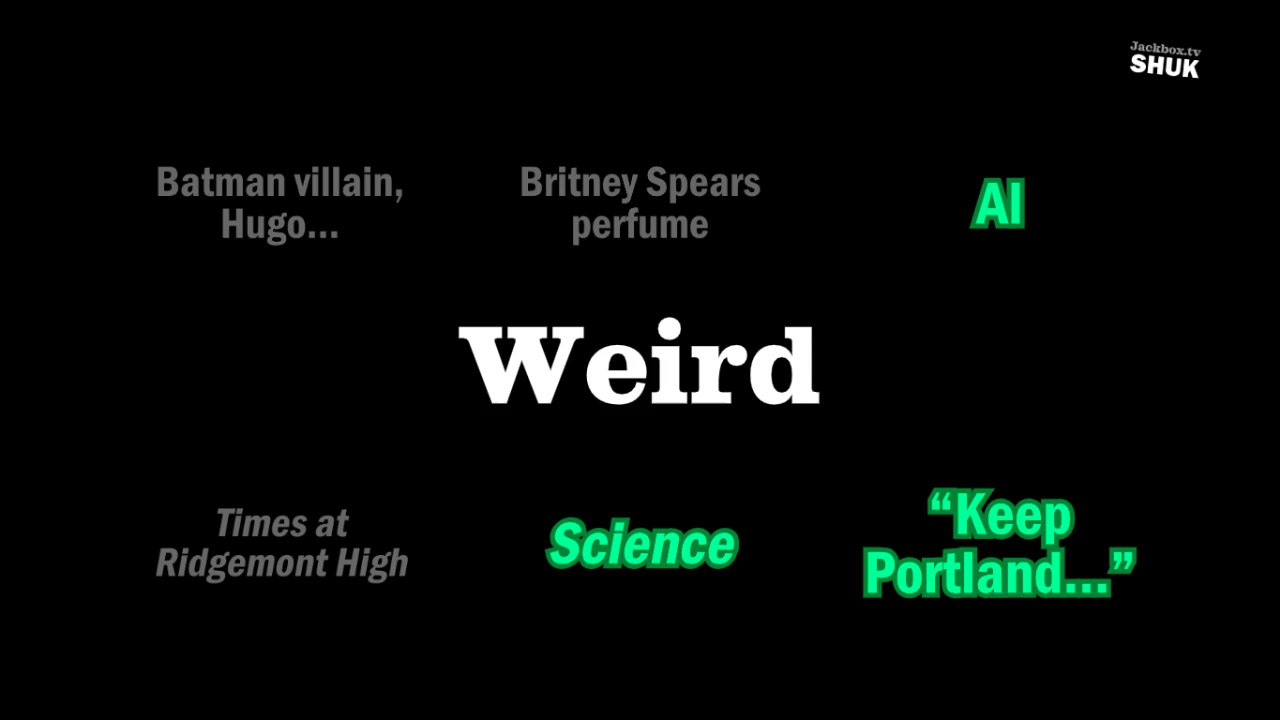 Jackbox.tv
SHUK
Batman villain,
Hugo...
Britney Spears
perfume
AI
Weird
Times at
Ridgemont High
Science
“Keep
Portland...”